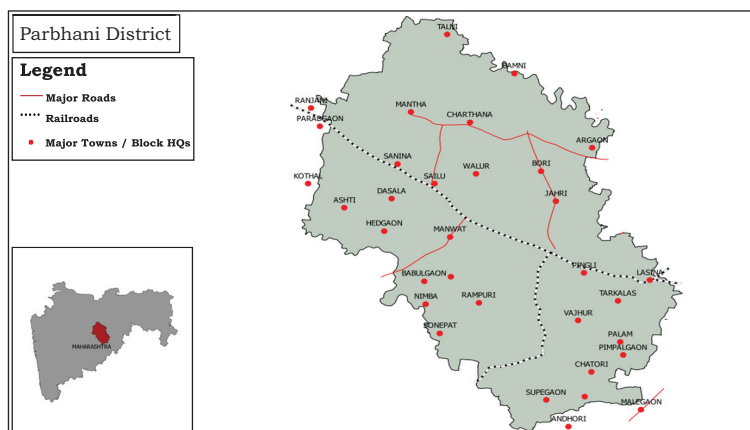 Parbhani District
Legend
Major Roads
Railroads
Major Towns / Block HQs
TALNI
BAMNI
RANJANI
PARADGAON
MANTHA
CHARTHANA
ARGAON
SANINA
WALUR
BORI
KOTHAL
SAILU
DASALA
JAHRI
ASHTI
HEDGAON
MANWAT
BABULGAON
PINGLI
LASINA
NIMBA
RAMPURI
TARKALAS
VAJHUR
SONEPAT
PALAM
PIMPALGAON
CHATORI
SUPEGAON
MALEGAON
ANDHORI
MAHARASHTRA